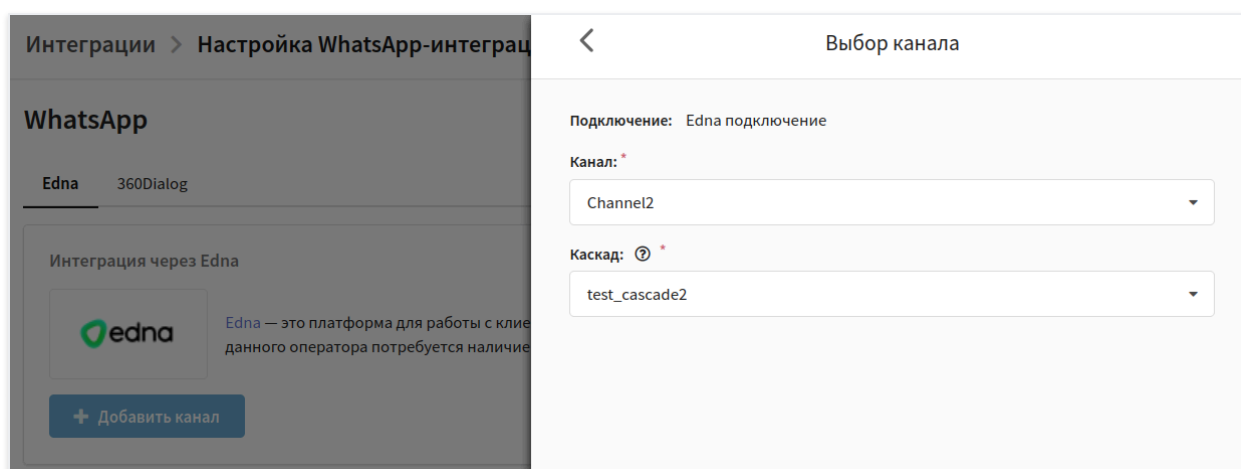 Интеграции > Настройка WhatsApp-интеграц
WhatsApp
Edna 360Dialog
Интеграция через Edna
edna
Edna — это платформа для работы с клие
данного оператора потребуется наличие
+ Добавить канал
Выбор канала
Подключение: Edna подключение
Канал: *
Channel2
Каскад: ? *
test_cascade2